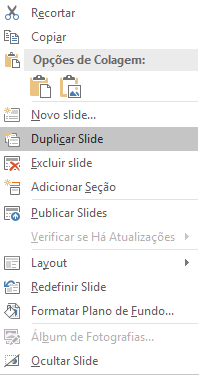 Recortar
Copiar
Opções de Colagem:
Novo slide...
Duplicar Slide
Excluir slide
Adicionar Seção
Publicar Slides
Verificar se Há Atualizações
Layout
Redefinir Slide
Formatar Plano de Fundo...
Álbum de Fotografias...
Ocultar Slide